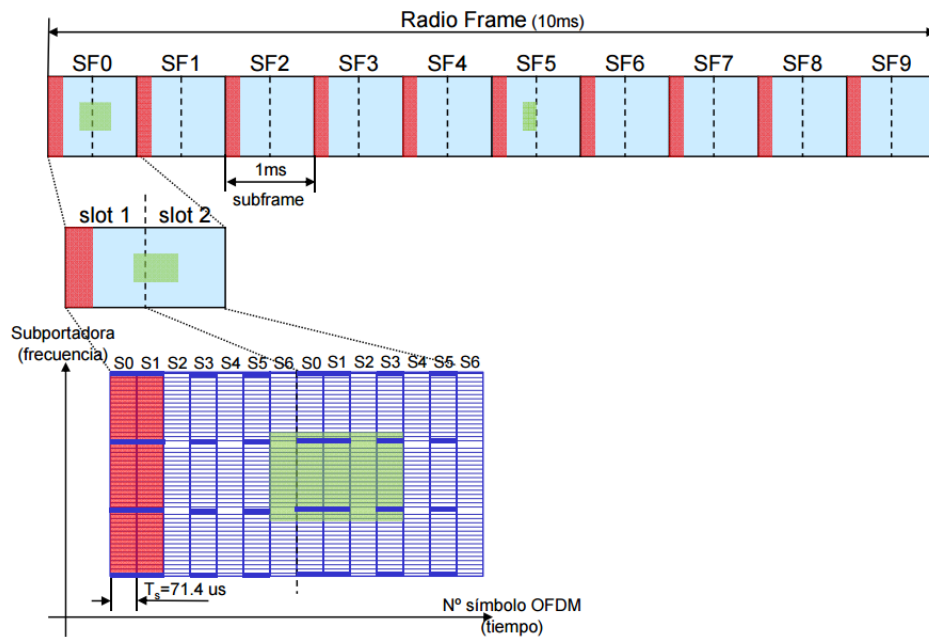 Radio Frame (10ms)
SF0 SF1 SF2 SF3 SF4 SF5 SF6 SF7 SF8 SF9
1ms
subframe
slot 1 slot 2
Subportadora
(frecuencia)
S0 S1 S2 S3 S4 S5 S6 S0 S1 S2 S3 S4 S5 S6
Ts=71.4 us
Nº símbolo OFDM
(tiempo)